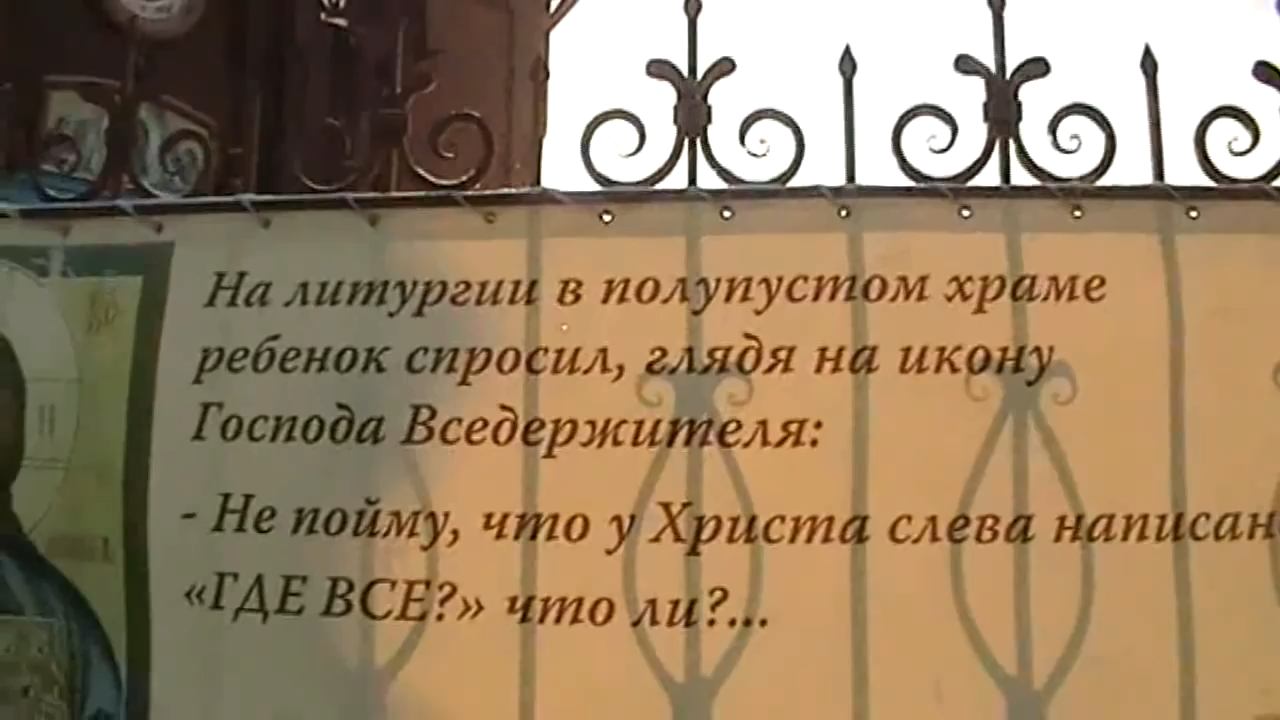 На литургии в полупустом храме
ребенок спросил, глядя на икону
Господа Вседержителя:
- Не пойму, что у Христа слева написан
«ГДЕ ВСЕ?» что ли?...